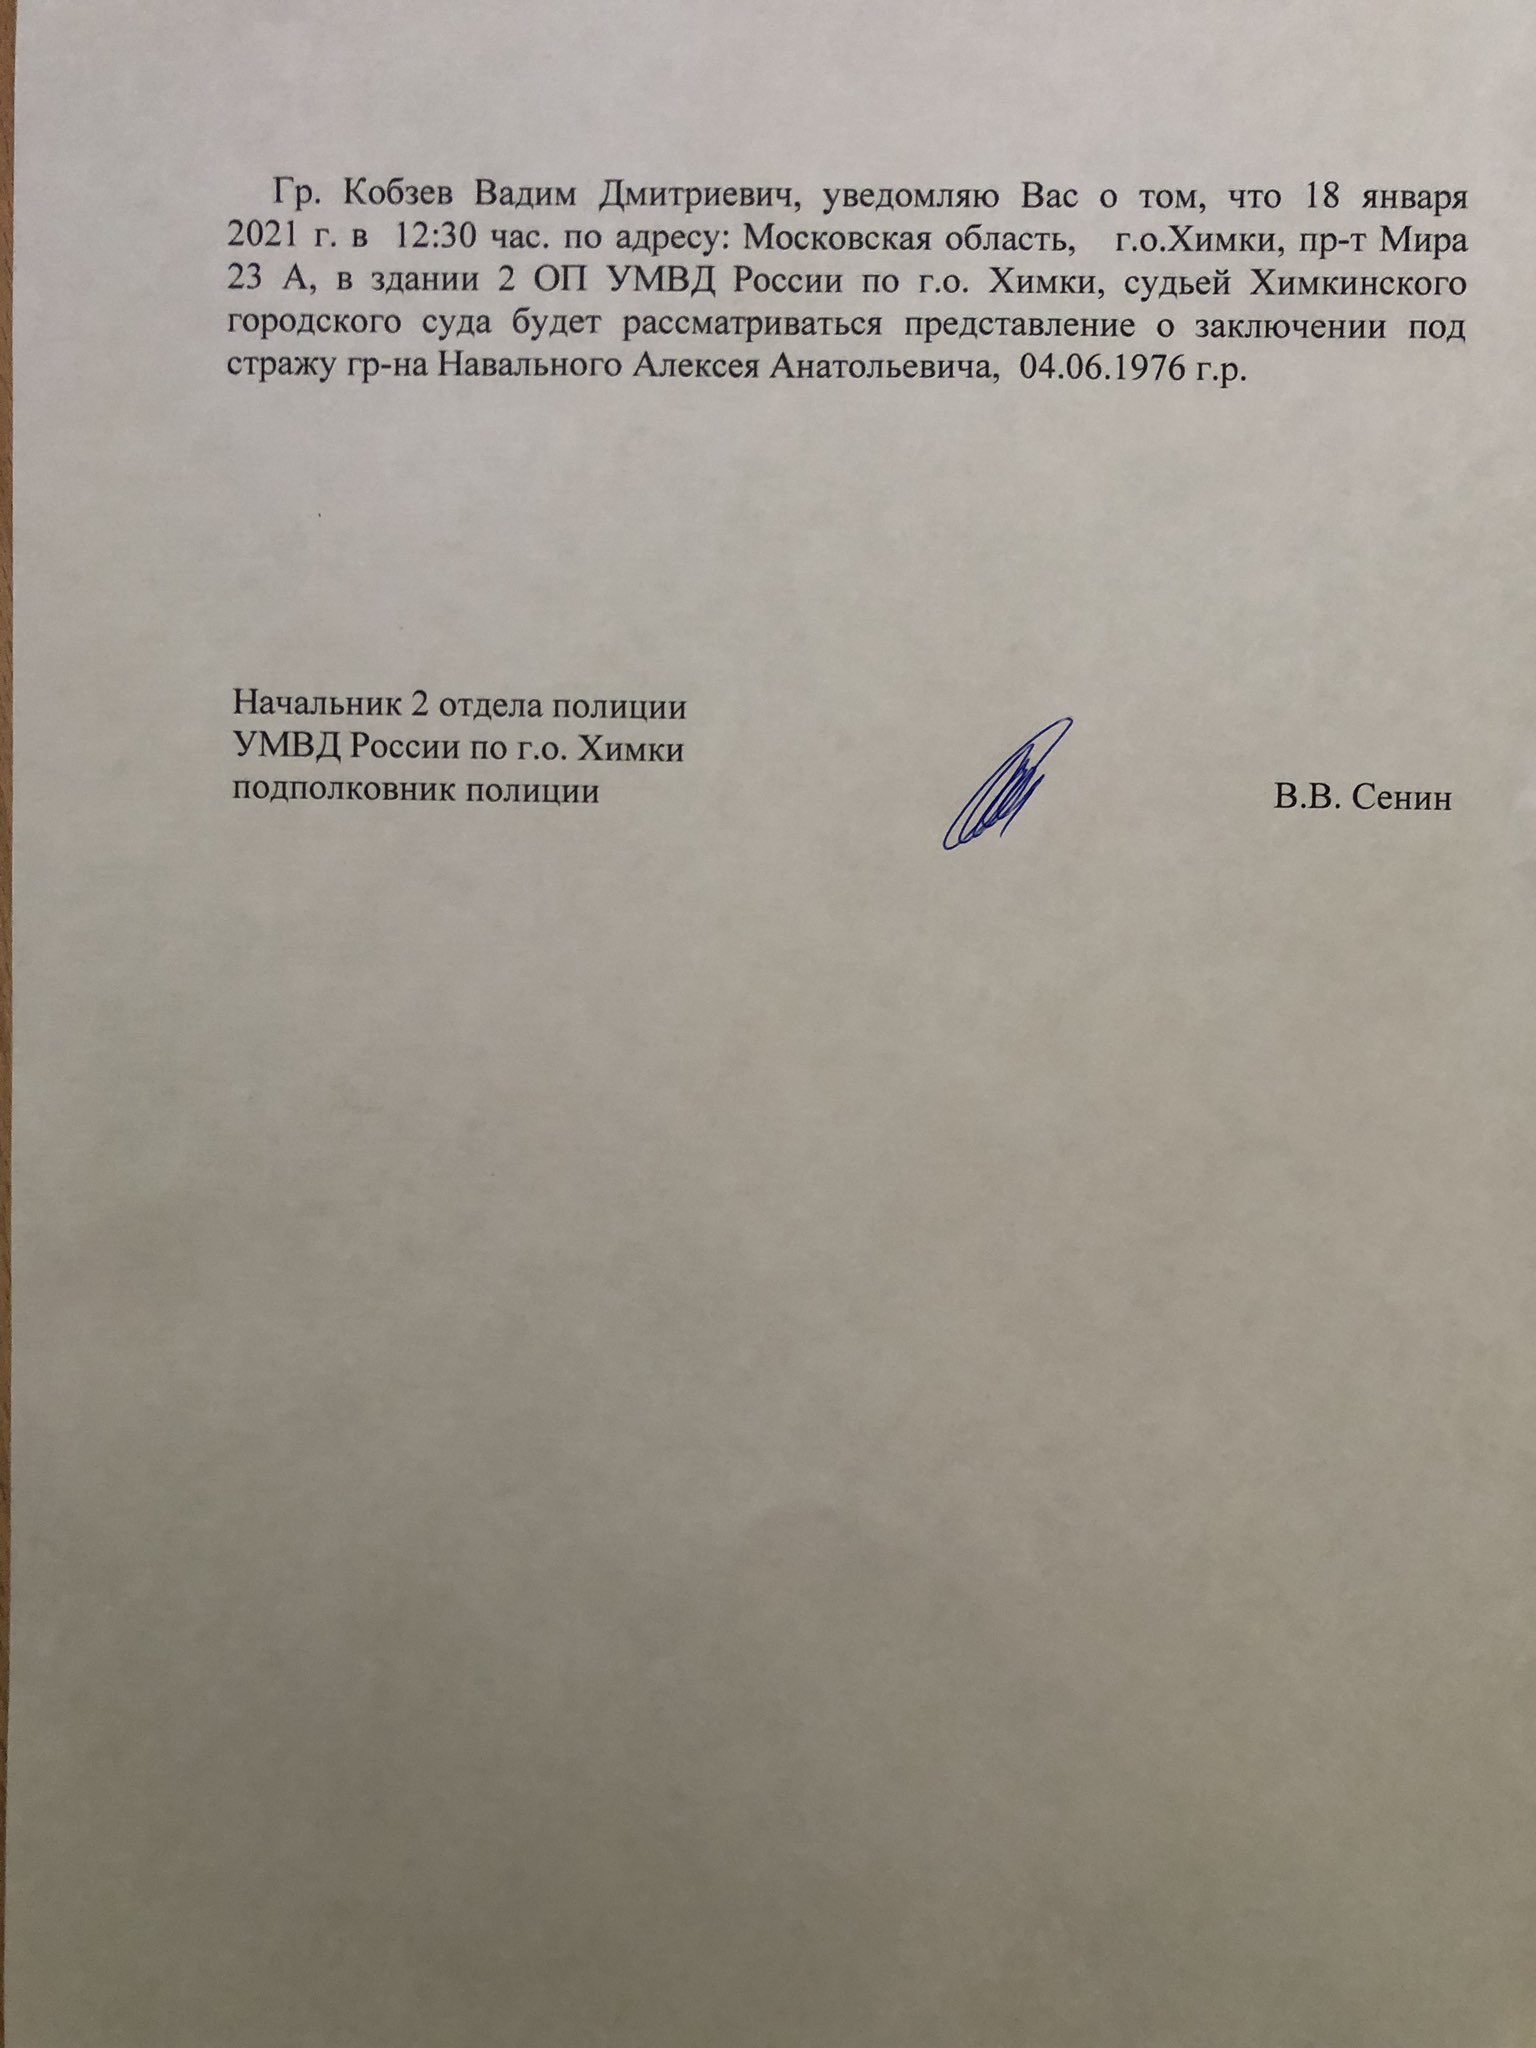 Гр. Кобзев Вадим Дмитриевич, уведомляю Вас о том, что 18 января
2021 г. в 12:30 час. по адресу: Московская область, г.о.Химки, пр-т Мира
23 А, в здании 2 ОП УМВД России по г.о. Химки, судьей Химкинского
городского суда будет рассматриваться представление о заключении под
стражу гр-на Навального Алексея Анатольевича, 04.06.1976 г.р.
Начальник 2 отдела полиции
УМВД России по г.о. Химки
подполковник полиции В.В. Сенин